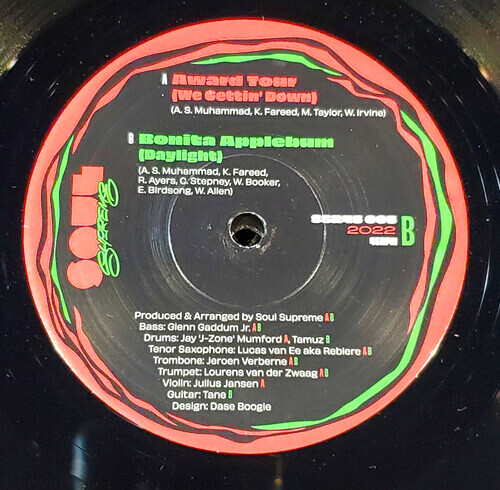 A Award Tour
(We Gettin' Down)
(A. S. Muhammad, K. Fareed, M. Taylor, W. Irvine)
B Bonita Applebum
(Daylight)
(A. S. Muhammad, K. Fareed,
R. Ayers, C. Stepney, W. Booker,
E. Birdsong, W. Allen)
SOUL
SUPREME
SS245 006
2022
45RPM
B
Produced & Arranged by Soul Supreme A B
Bass: Glenn Gaddum Jr. A B
Drums: Jay 'J-Zone' Mumford A, Tamuz B
Tenor Saxophone: Lucas van Ee aka Rebiere A B
Trombone: Jeroen Verberne A B
Trumpet: Lourens van der Zwaag A B
Violin: Julius Jansen A
Guitar: Tane B
Design: Dase Boogie